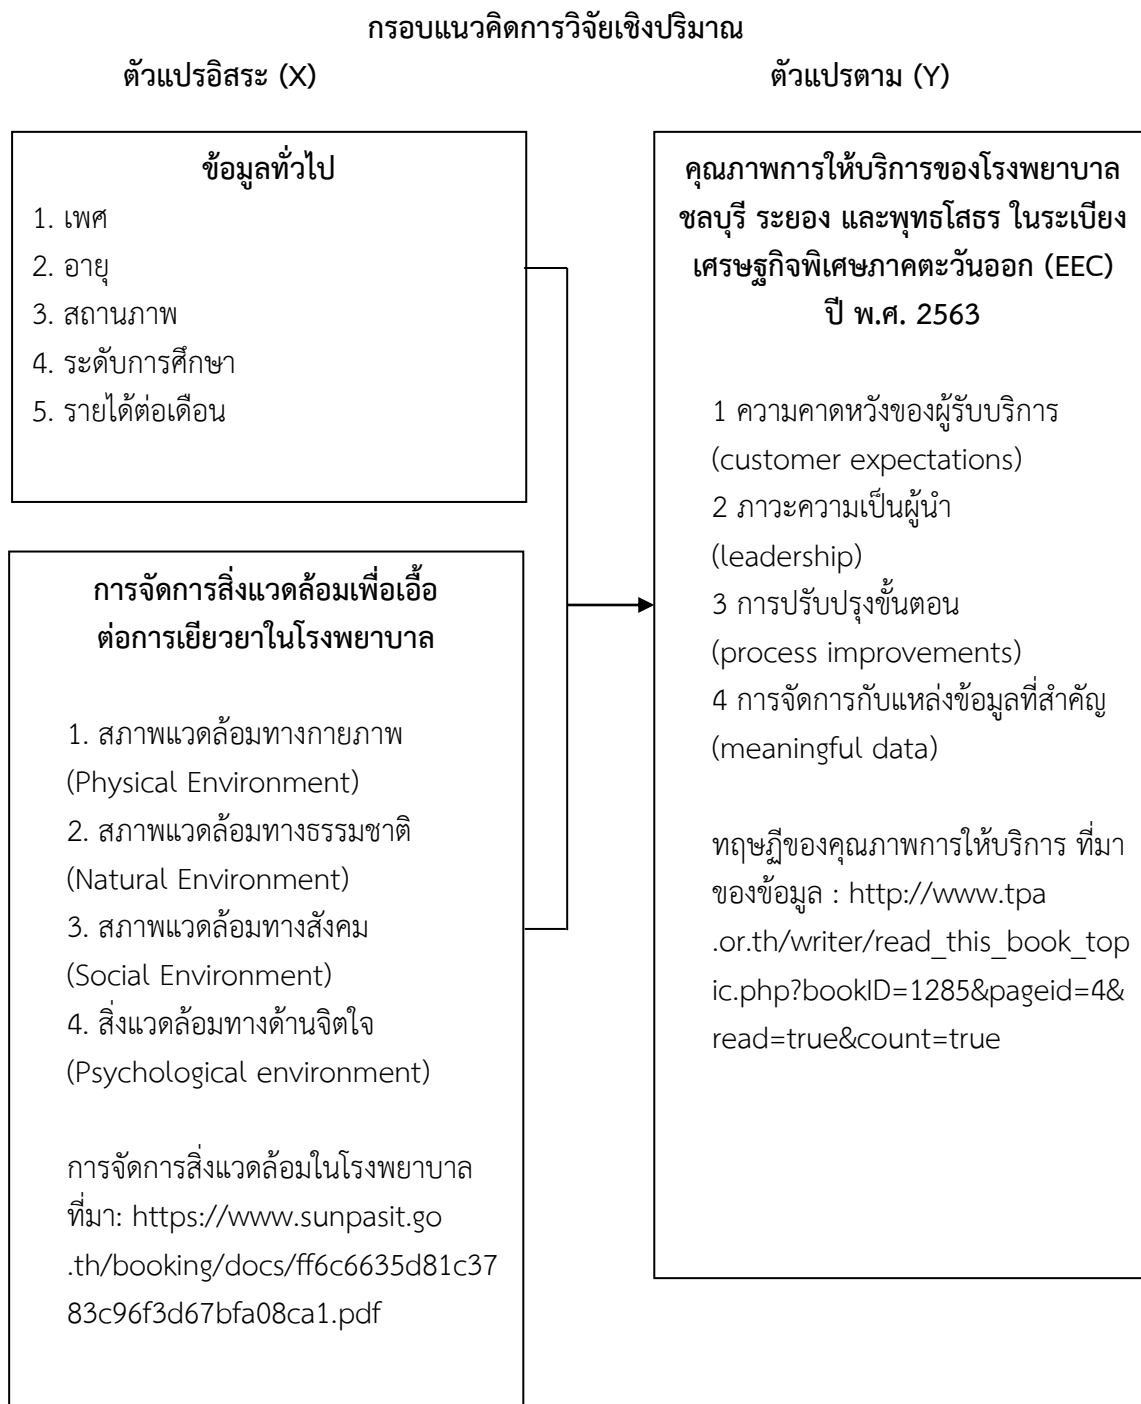 กรอบแนวคิดการวิจัยเชิงปริมาณ
ตัวแปรอิสระ (X)
ตัวแปรตาม (Y)
ข้อมูลทั่วไป
1. เพศ
2. อายุ
3. สถานภาพ
4. ระดับการศึกษา
5. รายได้ต่อเดือน
การจัดการสิ่งแวดล้อมเพื่อเอื้อ
ต่อการเยียวยาในโรงพยาบาล
1. สภาพแวดล้อมทางกายภาพ
(Physical Environment)
2. สภาพแวดล้อมทางธรรมชาติ
(Natural Environment)
3. สภาพแวดล้อมทางสังคม
(Social Environment)
4. สิ่งแวดล้อมทางด้านจิตใจ
(Psychological environment)
การจัดการสิ่งแวดล้อมในโรงพยาบาล
ที่มา: https://www.sunpasit.go
.th/booking/docs/ff6c6635d81c37
83c96f3d67bfa08ca1.pdf
คุณภาพการให้บริการของโรงพยาบาล
ชลบุรี ระยอง และพุทธโสธร ในระเบียง
เศรษฐกิจพิเศษภาคตะวันออก (EEC)
ปี พ.ศ. 2563
1 ความคาดหวังของผู้รับบริการ
(customer expectations)
2 ภาวะความเป็นผู้นำ
(leadership)
3 การปรับปรุงขั้นตอน
(process improvements)
4 การจัดการกับแหล่งข้อมูลที่สำคัญ
(meaningful data)
ทฤษฏีของคุณภาพการให้บริการ ที่มา
ของข้อมูล : http://www.tpa
.or.th/writer/read_this_book_top
ic.php?bookID=1285&pageid=4&
read=true&count=true